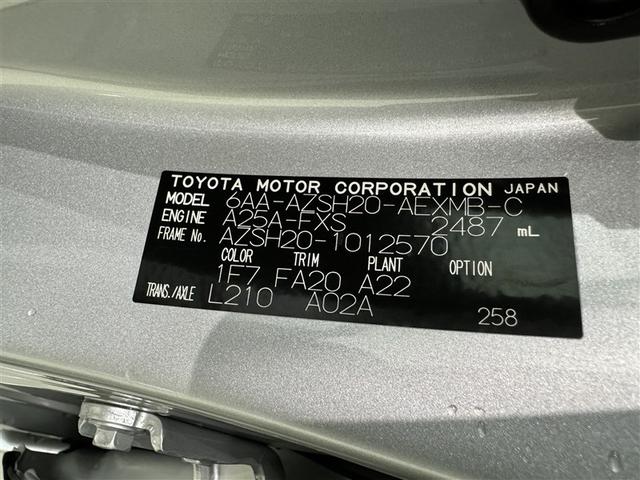 TOYOTA MOTOR CORPORATION JAPAN
MODEL 6AA-AZSH20-AEXMB-C
ENGINE A25A-FXS 2487 mL
FRAME No. AZSH20-1012570
COLOR TRIM PLANT OPTION
1F7 FA20 A22
TRANS./AXLE L210 A02A 258